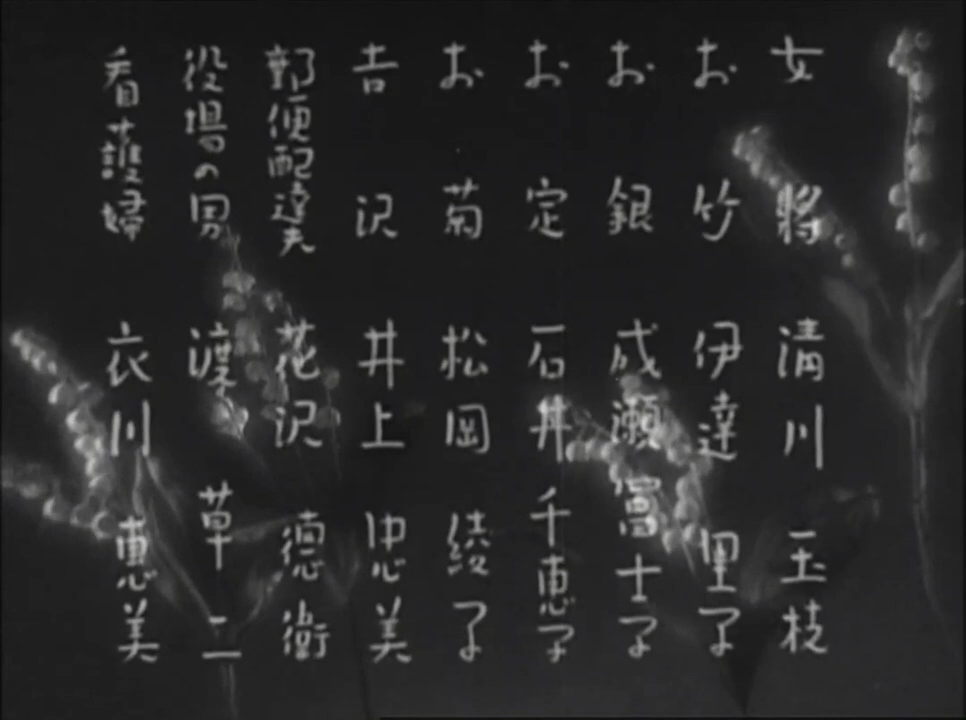 女将 清川玉枝
お竹 伊達里子
お銀 成瀬富士子
お定 石井千恵子
お菊 松岡綾子
吉沢 井上忠美
郵便配達夫 花沢徳衛
役場の男 渡草二
看護婦 衣川恵美